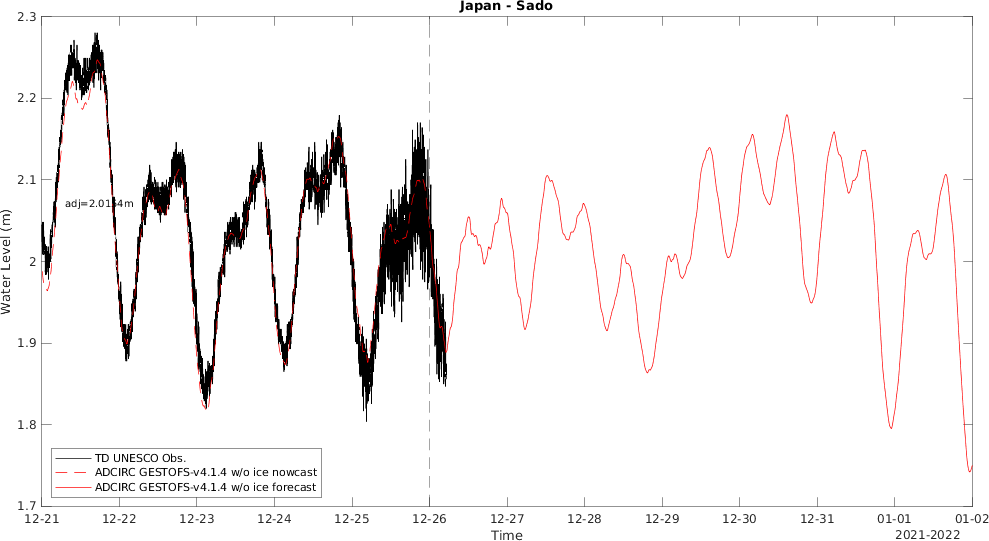 Japan - Sado
2.3
2.2
2.1
2
1.9
1.8
1.7
Water Level (m)
adj=2.0154m
TD UNESCO Obs.
ADCIRC GESTOFS-v4.1.4 w/o ice nowcast
ADCIRC GESTOFS-v4.1.4 w/o ice forecast
12-21 12-22 12-23 12-24 12-25 12-26 12-27 12-28 12-29 12-30 12-31 01-01 01-02
Time
2021-2022